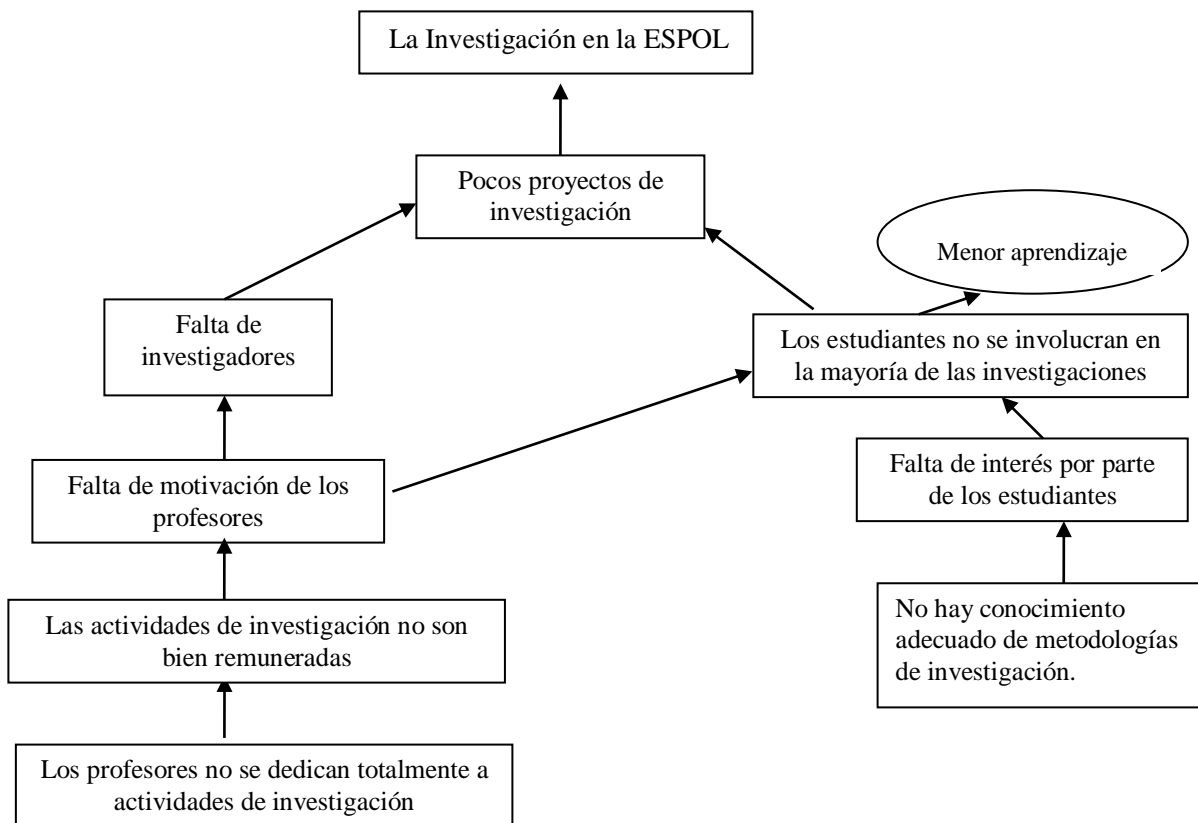 La Investigación en la ESPOL
Pocos proyectos de
investigación
Menor aprendizaje
Falta de
investigadores
Los estudiantes no se involucran en
la mayoría de las investigaciones
Falta de motivación de los
profesores
Falta de interés por parte
de los estudiantes
Las actividades de investigación no son
bien remuneradas
No hay conocimiento
adecuado de metodologías
de investigación.
Los profesores no se dedican totalmente a
actividades de investigación